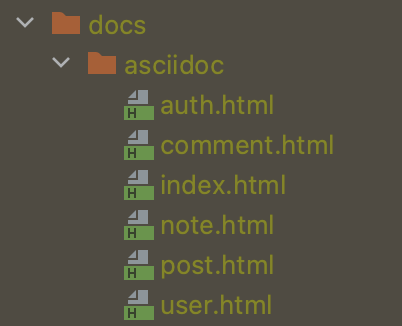 docs
asciidoc
H auth.html
H comment.html
H index.html
H note.html
H post.html
H user.html